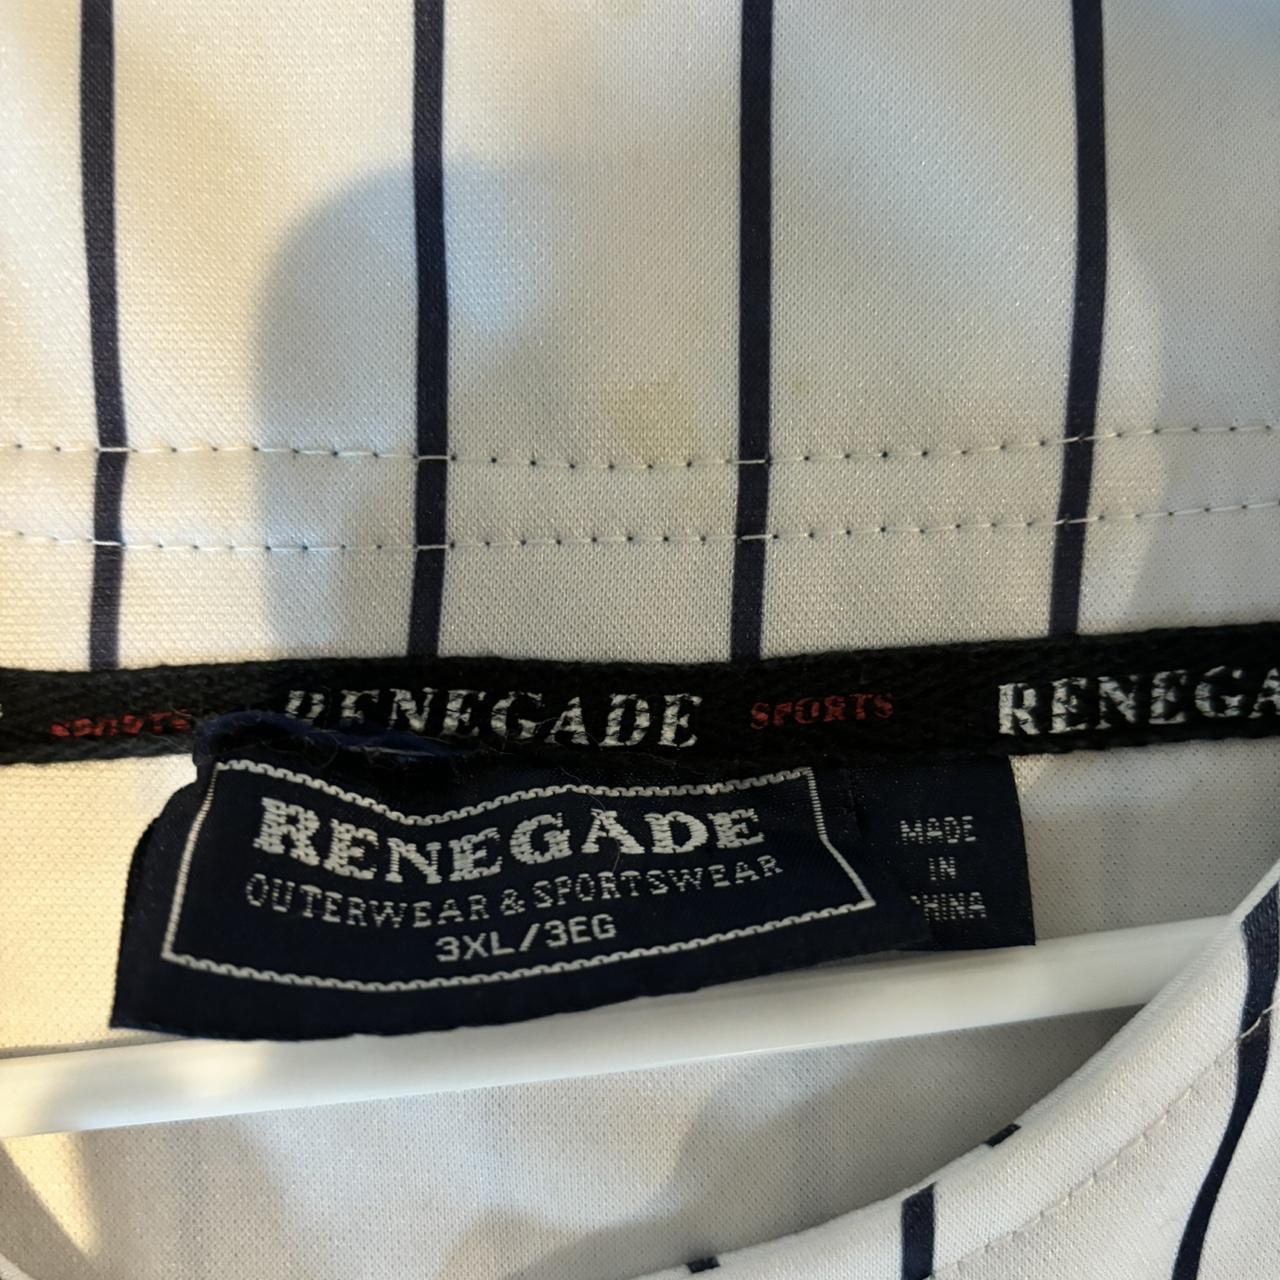 SPORTS RENEGADE SPORTS RENEGA
RENEGADE
OUTERWEAR & SPORTSWEAR
3XL/3EG
MADE
IN
CHINA